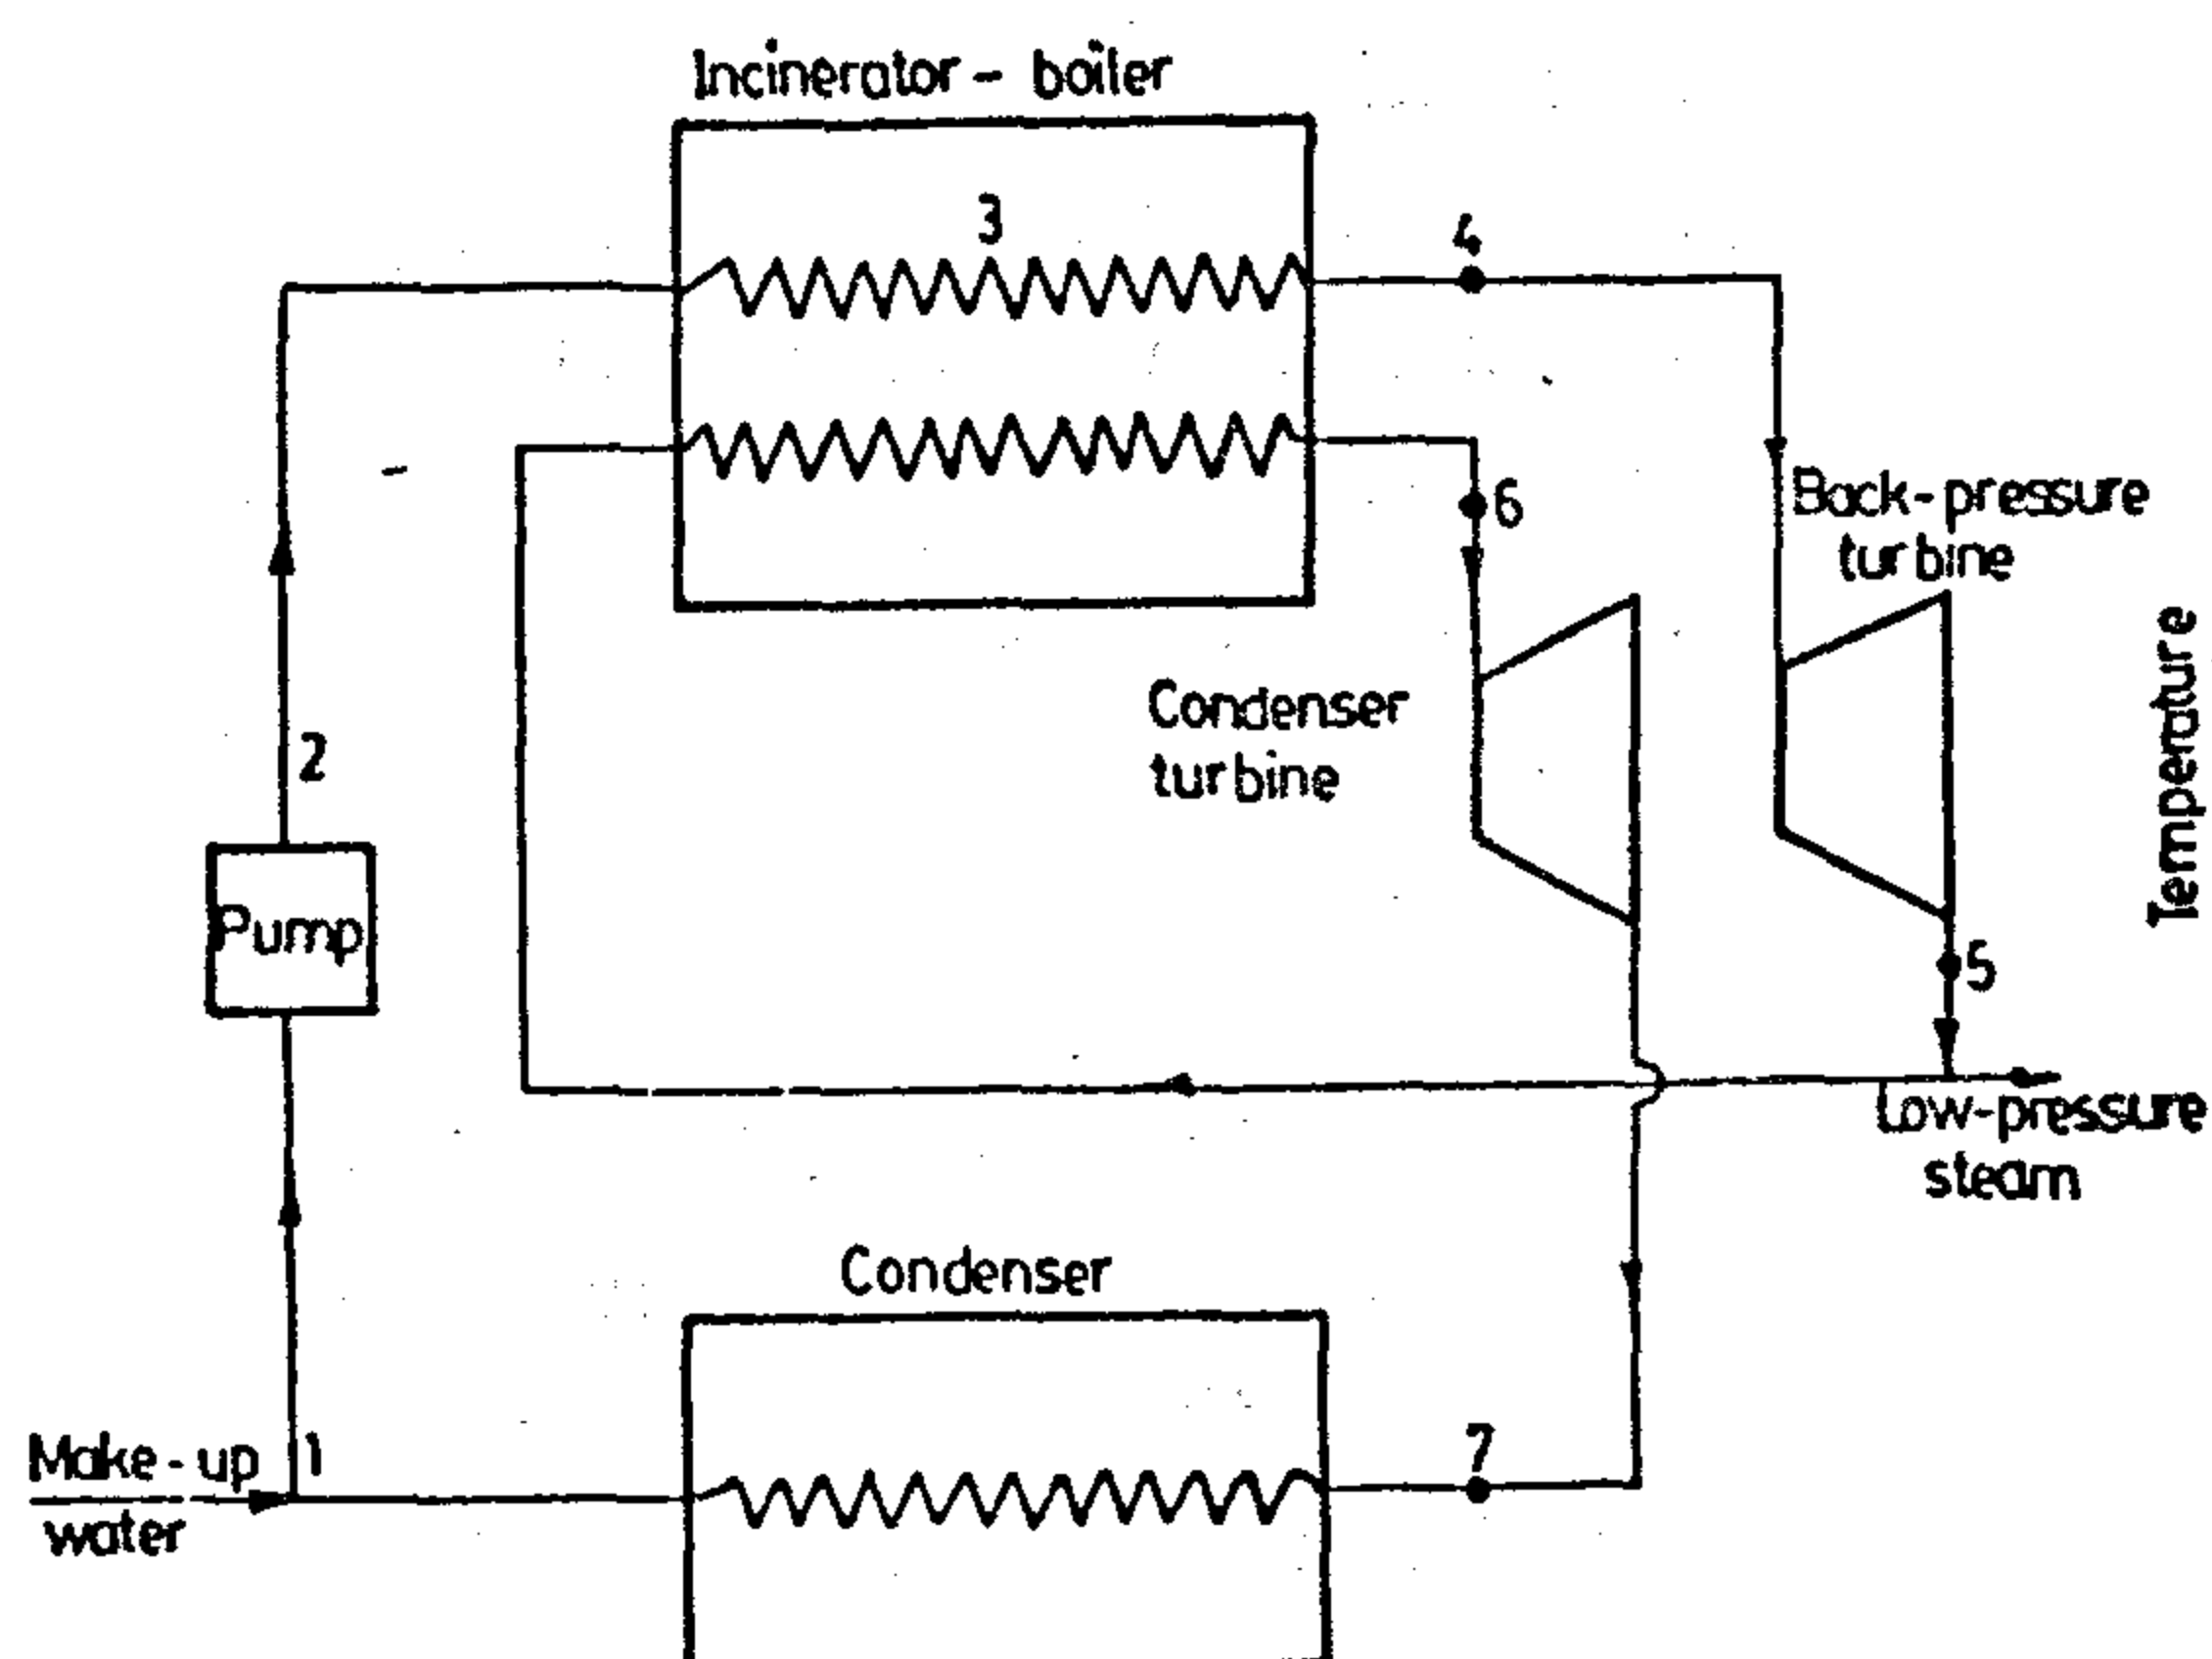 Incinerator - boiler
3
4
6
Back-pressure
turbine
Condenser
turbine
Temperature
2
Pump
5
Low-pressure
steam
Condenser
Make-up
water
1
7